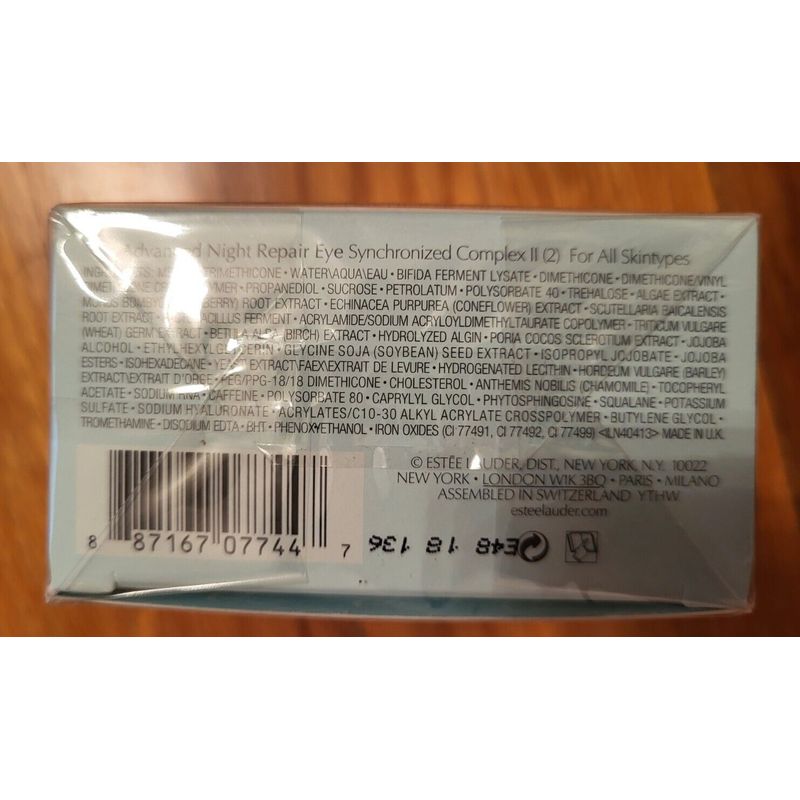 Advanced Night Repair Eye Synchronized Complex II (2) For All Skintypes
TRIMETHICONE • WATER\AQUA\EAU • BIFIDA FERMENT LYSATE • DIMETHICONE • DIMETHICONE/VINYL
• PROPANEDIOL • SUCROSE • PETROLATUM • POLYSORBATE 40 • TREHALOSE • ALGAE EXTRACT •
ROOT EXTRACT • ECHINACEA PURPUREA (CONEFLOWER) EXTRACT • SCUTELLARIA BAICALENSIS
ROOT EXTRACT • FERMENT • ACRYLAMIDE/SODIUM ACRYLOYLDIMETHYLTAURATE COPOLYMER • TRITICUM VULGARE
(WHEAT) GERM EXTRACT • BETULA ALBA (BIRCH) EXTRACT • HYDROLYZED ALGIN • PORIA COCOS SCLEROTIUM EXTRACT • JOJOBA
ALCOHOL • ETHYLHEXYLGLYCERIN • GLYCINE SOJA (SOYBEAN) SEED EXTRACT • ISOPROPYL JOJOBATE • JOJOBA
ESTERS • ISOHEXADECANE • YEAST EXTRACT\FAEX\EXTRAIT DE LEVURE • HYDROGENATED LECITHIN • HORDEUM VULGARE (BARLEY)
EXTRACT\EXTRAIT D'ORGE • PEG/PPG-18/18 DIMETHICONE • CHOLESTEROL • ANTHEMIS NOBILIS (CHAMOMILE) • TOCOPHERYL
ACETATE • SODIUM RNA • CAFFEINE • POLYSORBATE 80 • CAPRYLYL GLYCOL • PHYTOSPHINGOSINE • SQUALANE • POTASSIUM
SULFATE • SODIUM HYALURONATE • ACRYLATES/C10-30 ALKYL ACRYLATE CROSSPOLYMER • BUTYLENE GLYCOL •
TROMETHAMINE • DISODIUM EDTA • BHT • PHENOXYETHANOL • IRON OXIDES (CI 77491, CI 77492, CI 77499) <ILN40413> MADE IN U.K.
© ESTÉE LAUDER, DIST., NEW YORK, N.Y. 10022
NEW YORK • LONDON W1K 3BQ • PARIS • MILANO
ASSEMBLED IN SWITZERLAND YTHW
esteelauder.com
8 87167 07744 7
E48 18 136